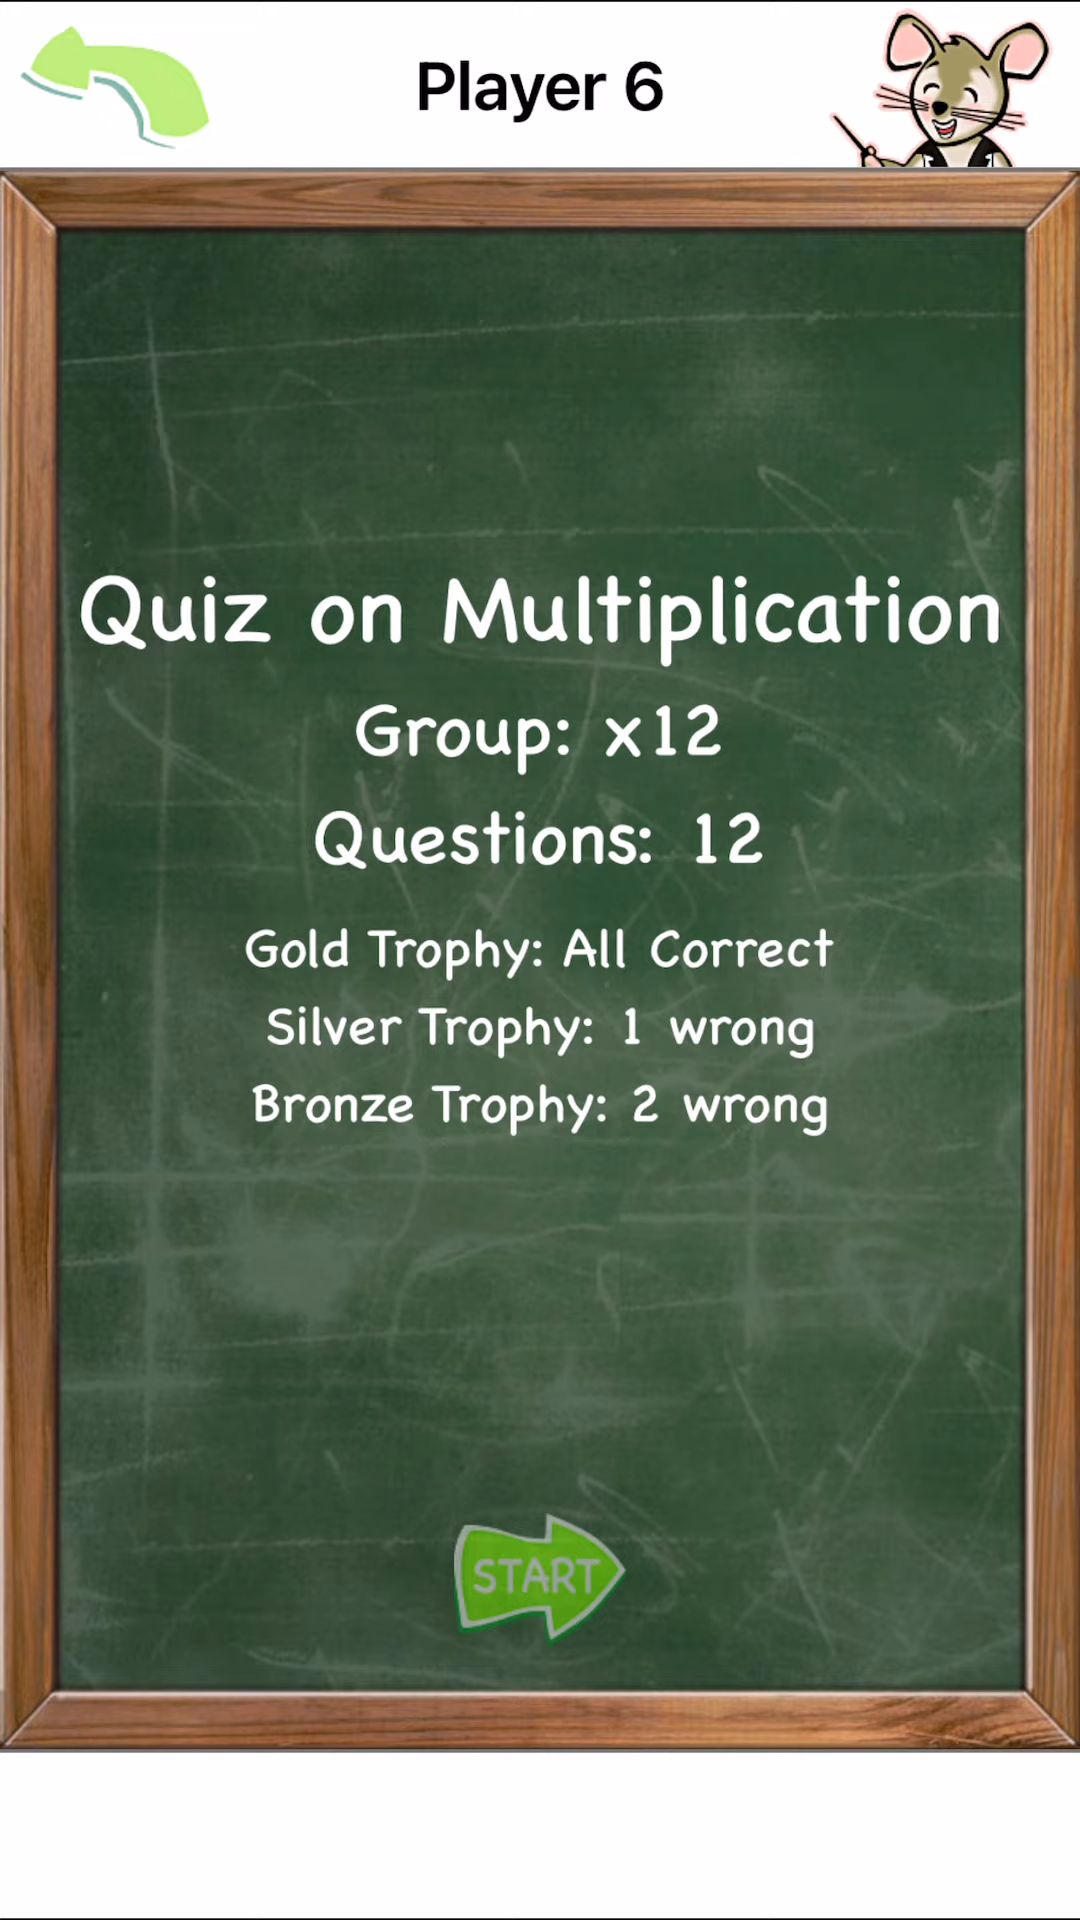 Player 6
Quiz on Multiplication
Group: x12
Questions: 12
Gold Trophy: All Correct
Silver Trophy: 1 wrong
Bronze Trophy: 2 wrong
START